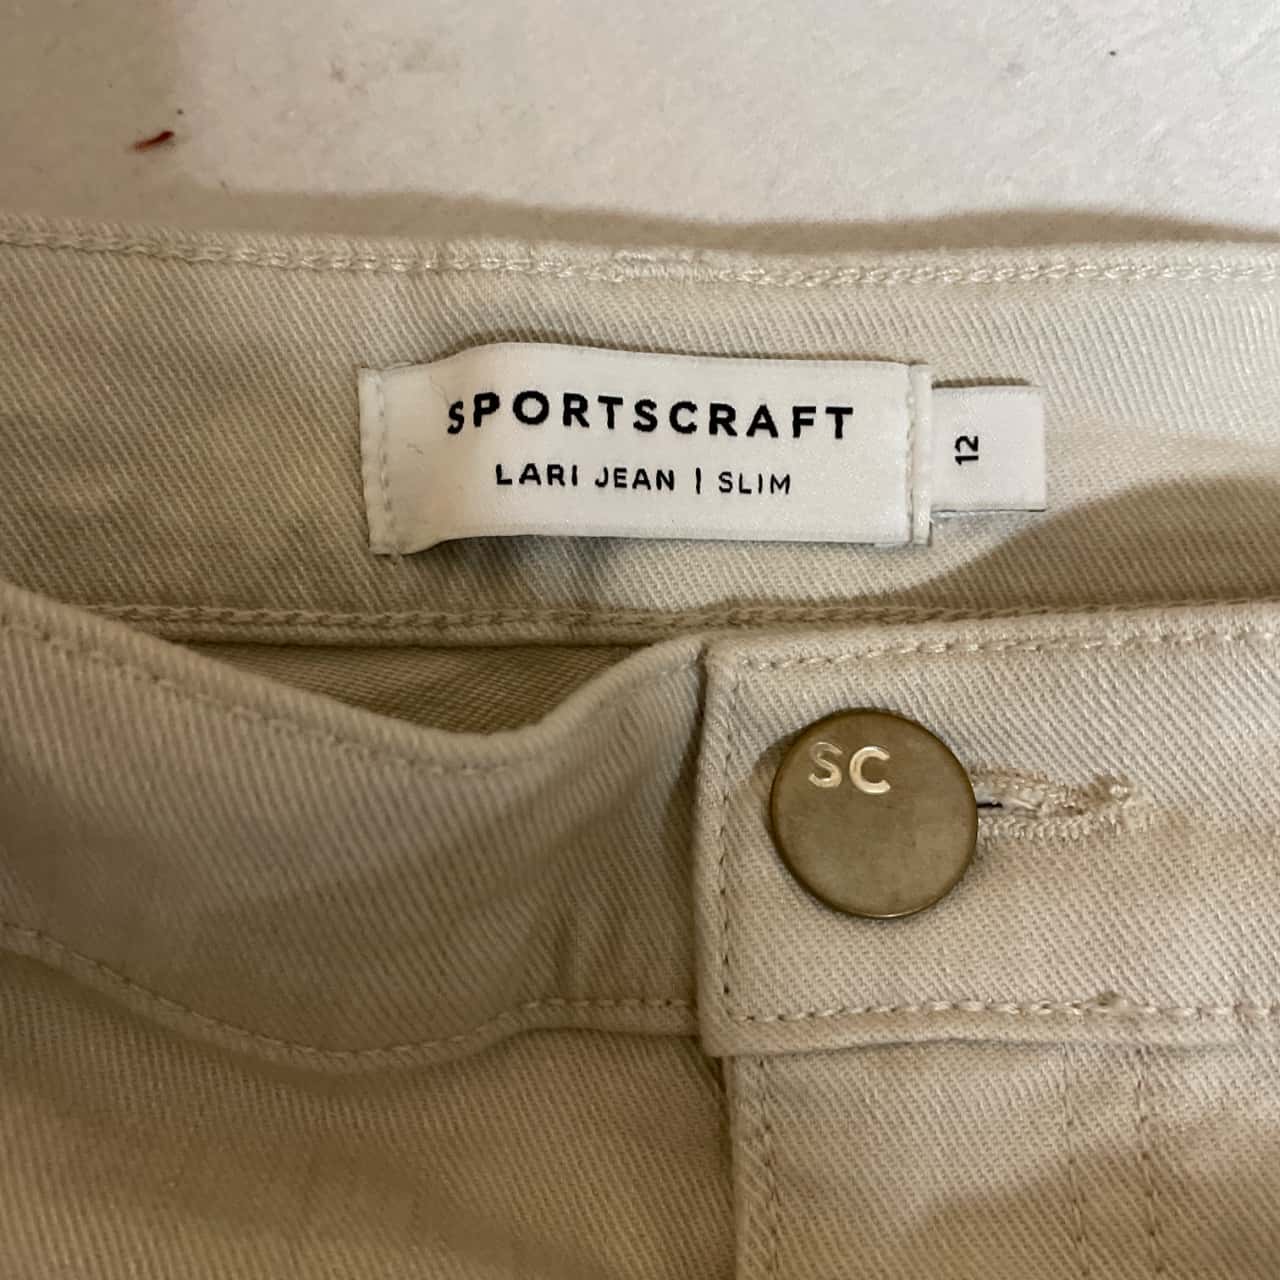 SPORTSCRAFT
LARI JEAN | SLIM
12
SC